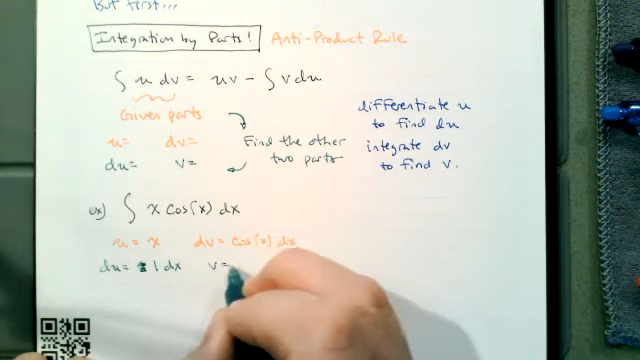 But first...
Integration by Parts! Anti-Product Rule
∫ u dv = uv - ∫ v du
Given parts
u= dv=
du= v=
Find the other
two parts
differentiate u
to find du
integrate dv
to find v.
ex) ∫ x cos(x) dx
u = x dv = cos(x) dx
du = 1 dx v =